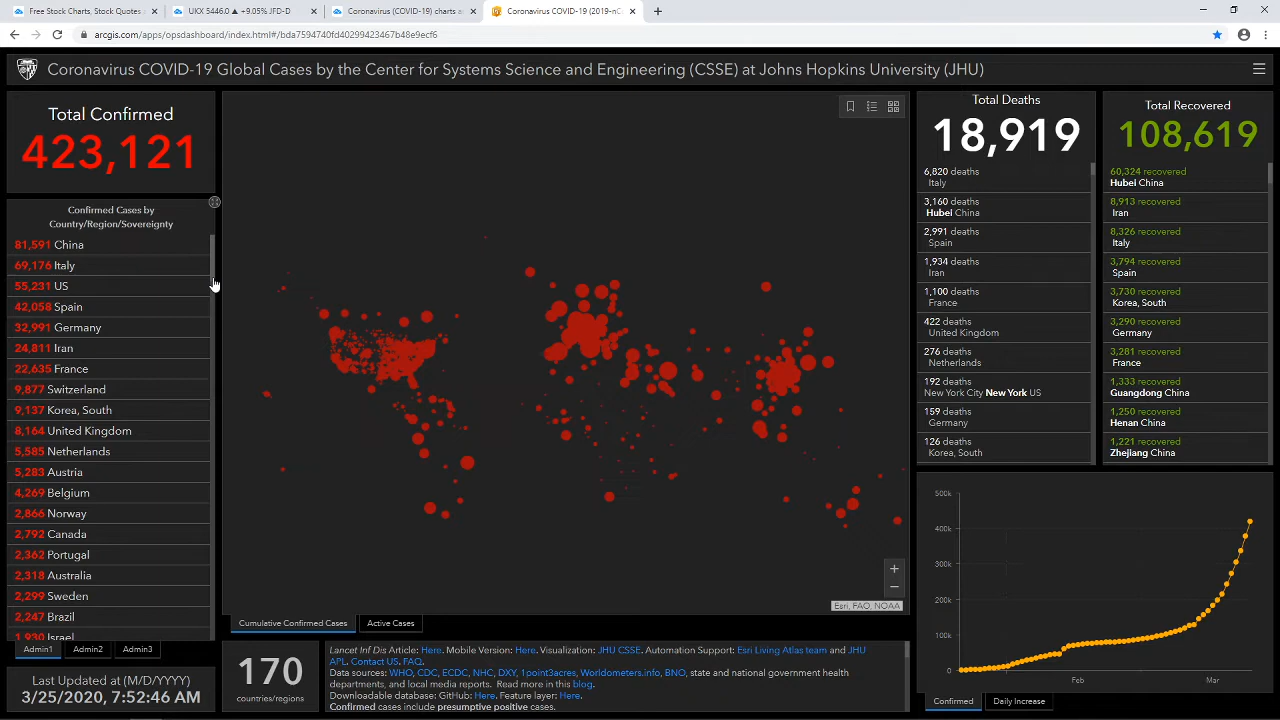 Free Stock Charts, Stock Quotes a
UKX 5446.0 ▲ +9.05% JFD-D
Coronavirus (COVID-19) charts a
Coronavirus COVID-19 (2019-nC
arcgis.com/apps/opsdashboard/index.html#/bda7594740fd40299423467b48e9ecf6
Coronavirus COVID-19 Global Cases by the Center for Systems Science and Engineering (CSSE) at Johns Hopkins University (JHU)
Total Confirmed
423,121
Confirmed Cases by
Country/Region/Sovereignty
81,591 China
69,176 Italy
55,231 US
42,058 Spain
32,991 Germany
24,811 Iran
22,635 France
9,877 Switzerland
9,137 Korea, South
8,164 United Kingdom
5,585 Netherlands
5,283 Austria
4,269 Belgium
2,866 Norway
2,792 Canada
2,362 Portugal
2,318 Australia
2,299 Sweden
2,247 Brazil
1,930 Israel
Admin1
Admin2
Admin3
Last Updated at (M/D/YYYY)
3/25/2020, 7:52:46 AM
Esri, FAO, NOAA
Cumulative Confirmed Cases
Active Cases
170
countries/regions
Lancet Inf Dis Article: Here. Mobile Version: Here. Visualization: JHU CSSE. Automation Support: Esri Living Atlas team and JHU
APL. Contact US. FAQ.
Data sources: WHO, CDC, ECDC, NHC, DXY, 1point3acres, Worldometers.info, BNO, state and national government health
departments, and local media reports. Read more in this blog.
Downloadable database: GitHub: Here. Feature layer: Here.
Confirmed cases include presumptive positive cases.
Total Deaths
18,919
6,820 deaths
Italy
3,160 deaths
Hubei China
2,991 deaths
Spain
1,934 deaths
Iran
1,100 deaths
France
422 deaths
United Kingdom
276 deaths
Netherlands
192 deaths
New York City New York US
159 deaths
Germany
126 deaths
Korea, South
Total Recovered
108,619
60,324 recovered
Hubei China
8,913 recovered
Iran
8,326 recovered
Italy
3,794 recovered
Spain
3,730 recovered
Korea, South
3,290 recovered
Germany
3,281 recovered
France
1,333 recovered
Guangdong China
1,250 recovered
Henan China
1,221 recovered
Zhejiang China
500k
400k
300k
200k
100k
0
Feb
Mar
Confirmed
Daily Increase